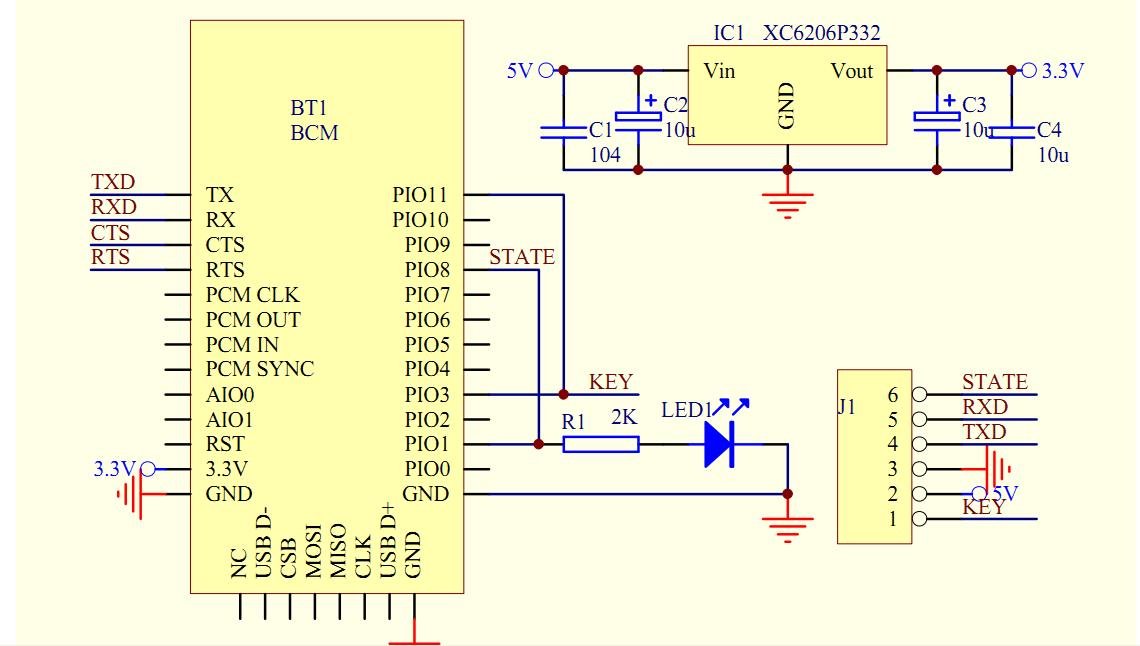 IC1 XC6206P332
5V Vin Vout 3.3V
GND
C1
104
C2
10u
C3
10u
C4
10u
BT1
BCM
TXD TX PIO11
RXD RX PIO10
CTS CTS PIO9
RTS RTS PIO8 STATE
PCM CLK PIO7
PCM OUT PIO6
PCM IN PIO5
PCM SYNC PIO4
AIO0 PIO3 KEY
AIO1 PIO2
RST PIO1 R1 2K LED1
3.3V 3.3V PIO0
GND GND
NC
USB D-
CSB
MOSI
MISO
CLK
USB D+
GND
J1
6 STATE
5 RXD
4 TXD
3
2 5V
1 KEY